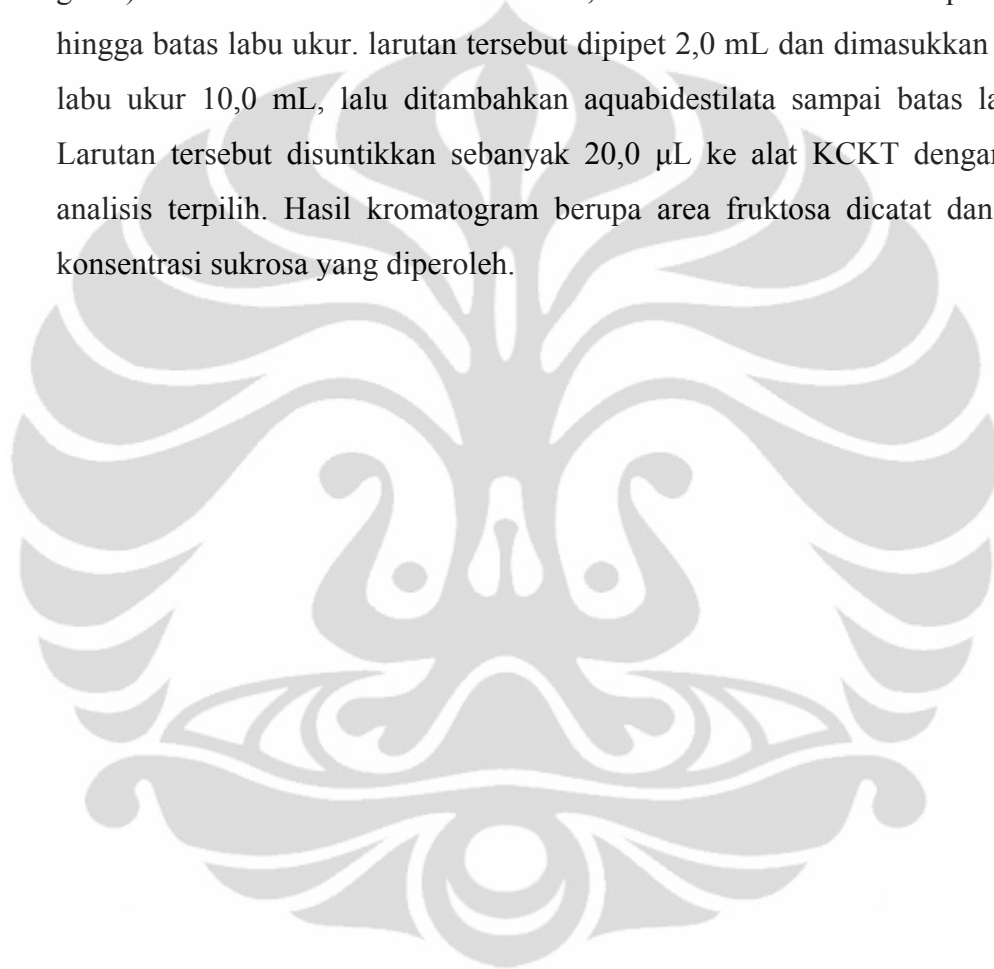 hingga batas labu ukur. larutan tersebut dipipet 2,0 mL dan dimasukkan
labu ukur 10,0 mL, lalu ditambahkan aquabidestilata sampai batas
Larutan tersebut disuntikkan sebanyak 20,0 μL ke alat KCKT dengan
analisis terpilih. Hasil kromatogram berupa area fruktosa dicatat dan
konsentrasi sukrosa yang diperoleh.